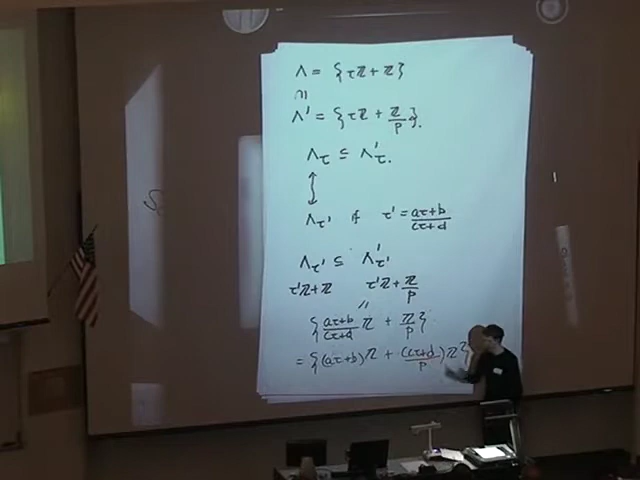 Λ = {τℤ + ℤ}
∩|
Λ' = {τℤ + ℤ/p}.
Λ_τ ⊆ Λ'_τ.
↕
Λ_τ' if τ' = (aτ+b)/(cτ+d)
Λ_τ' ⊆ Λ'_τ'
τ'ℤ+ℤ τ'ℤ+ℤ/p
||
{(aτ+b)/(cτ+d) ℤ + ℤ/p}
= {(aτ+b)ℤ + ((cτ+d)/p)ℤ}